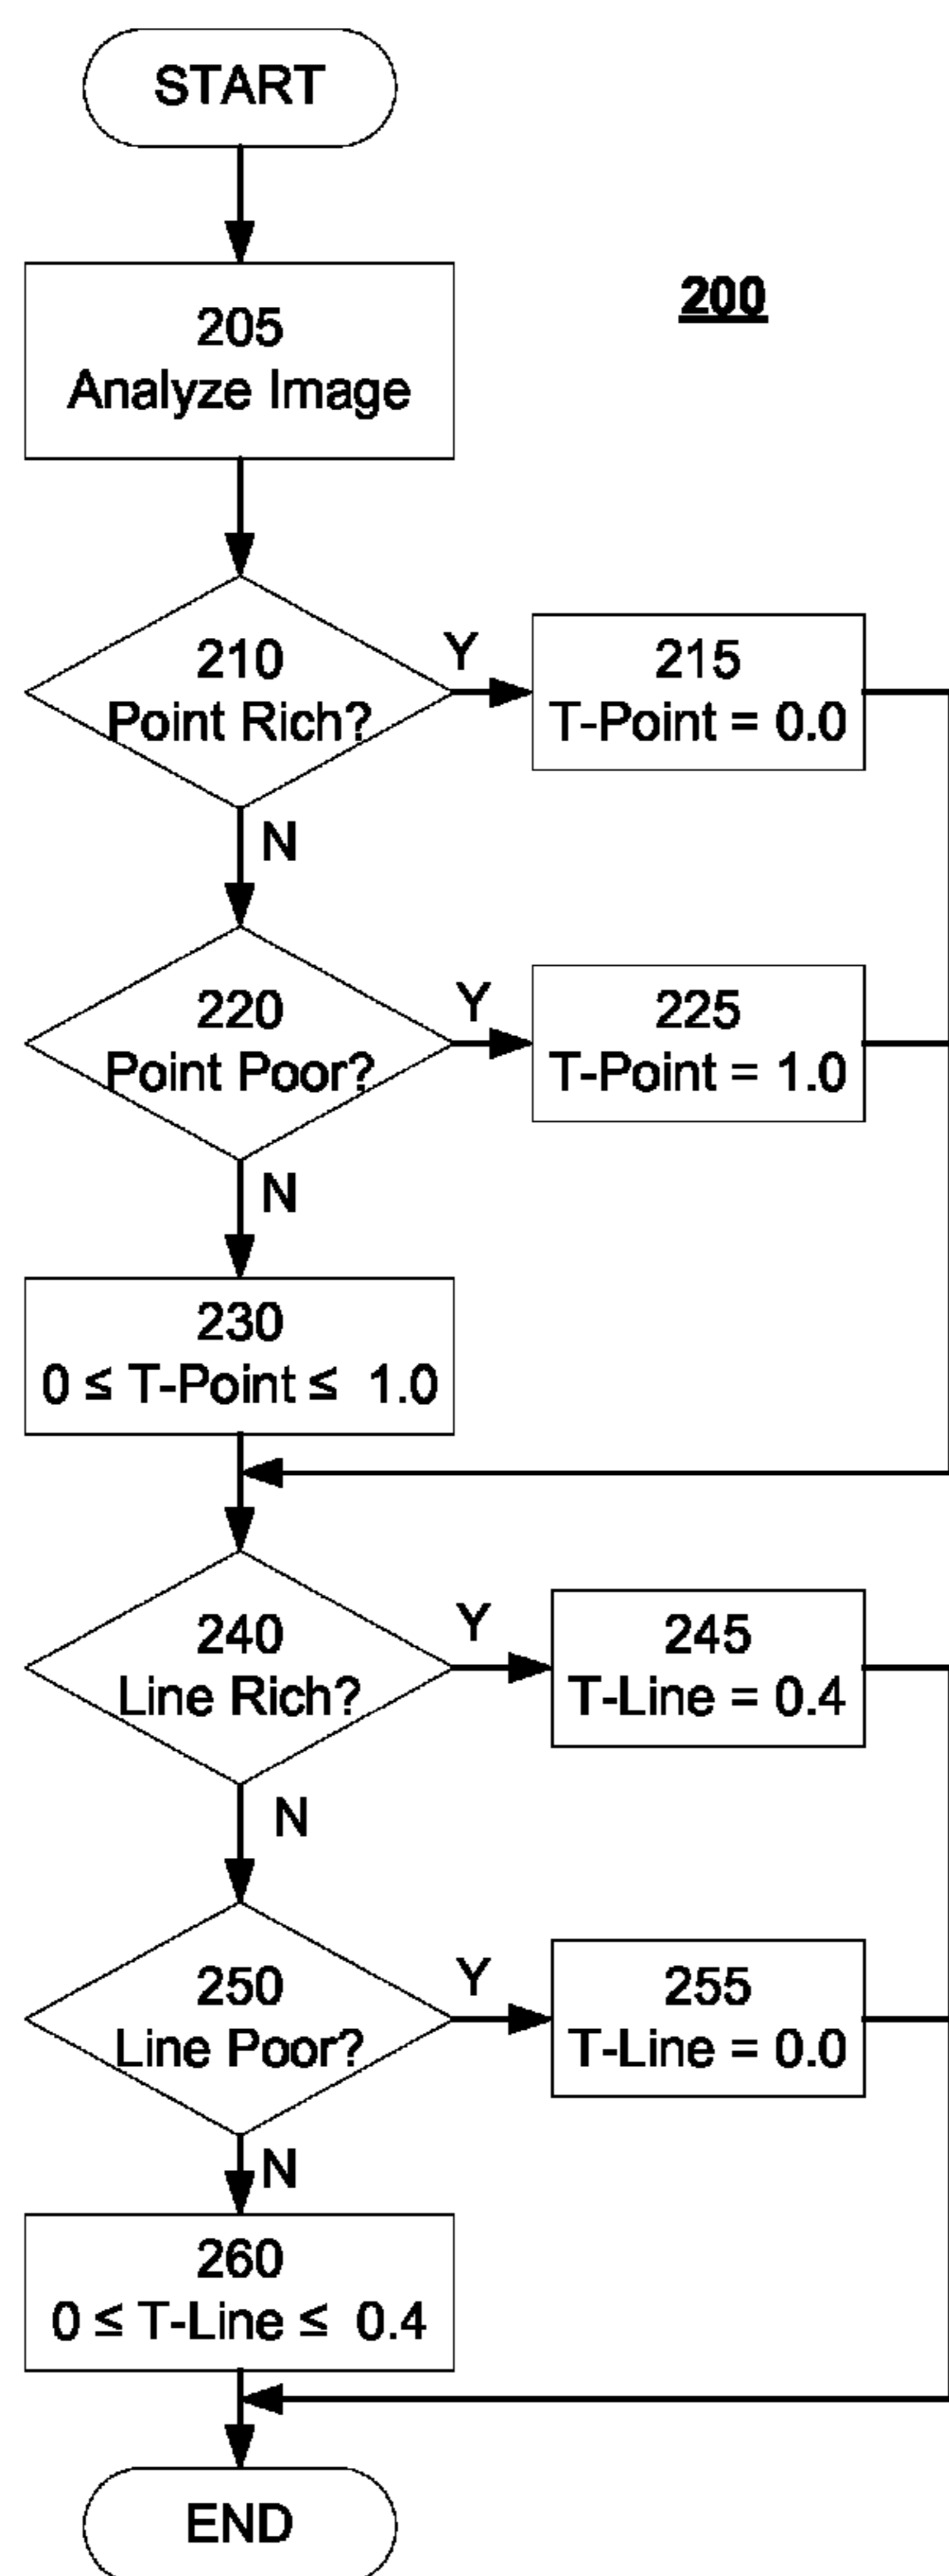 START
200
205
Analyze Image
210
Point Rich?
Y
215
T-Point = 0.0
N
220
Point Poor?
Y
225
T-Point = 1.0
N
230
0 ≤ T-Point ≤ 1.0
240
Line Rich?
Y
245
T-Line = 0.4
N
250
Line Poor?
Y
255
T-Line = 0.0
N
260
0 ≤ T-Line ≤ 0.4
END